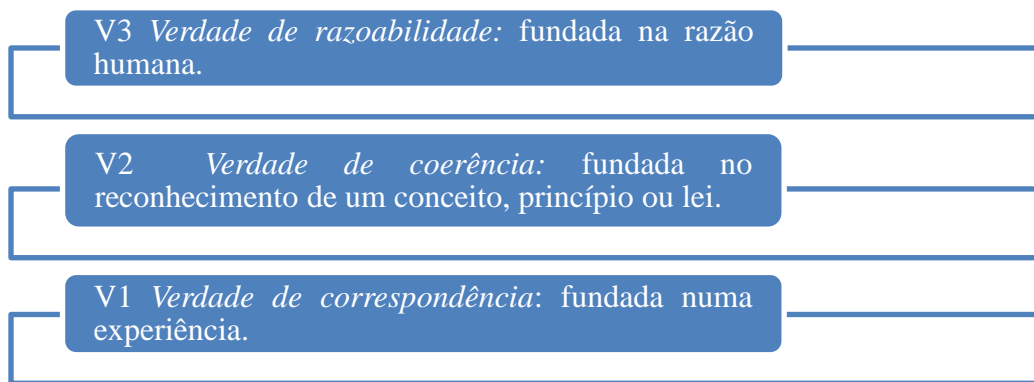 V3 Verdade de razoabilidade: fundada na razão
humana.
V2 Verdade de coerência: fundada no
reconhecimento de um conceito, princípio ou lei.
V1 Verdade de correspondência: fundada numa
experiência.